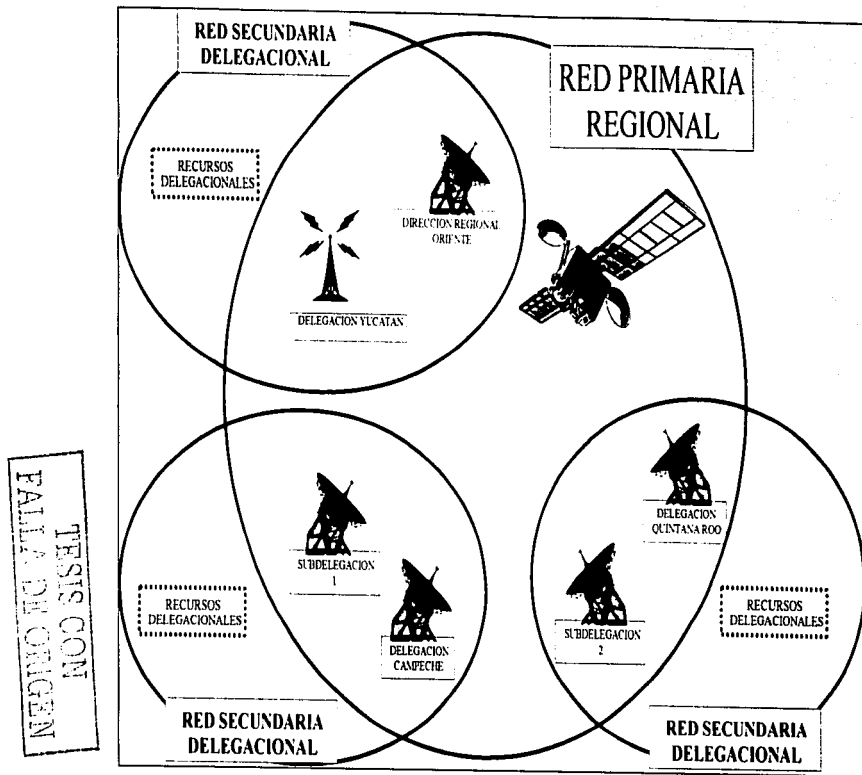 RED SECUNDARIA
DELEGACIONAL
RED PRIMARIA
REGIONAL
RECURSOS
DELEGACIONALES
DIRECCION REGIONAL
ORIENTE
DELEGACION YUCATAN
DELEGACION
QUINTANA ROO
SUBDELEGACION
1
SUBDELEGACION
2
RECURSOS
DELEGACIONALES
DELEGACION
CAMPECHE
RECURSOS
DELEGACIONALES
RED SECUNDARIA
DELEGACIONAL
RED SECUNDARIA
DELEGACIONAL
TESIS CON
FALLA DE ORIGEN